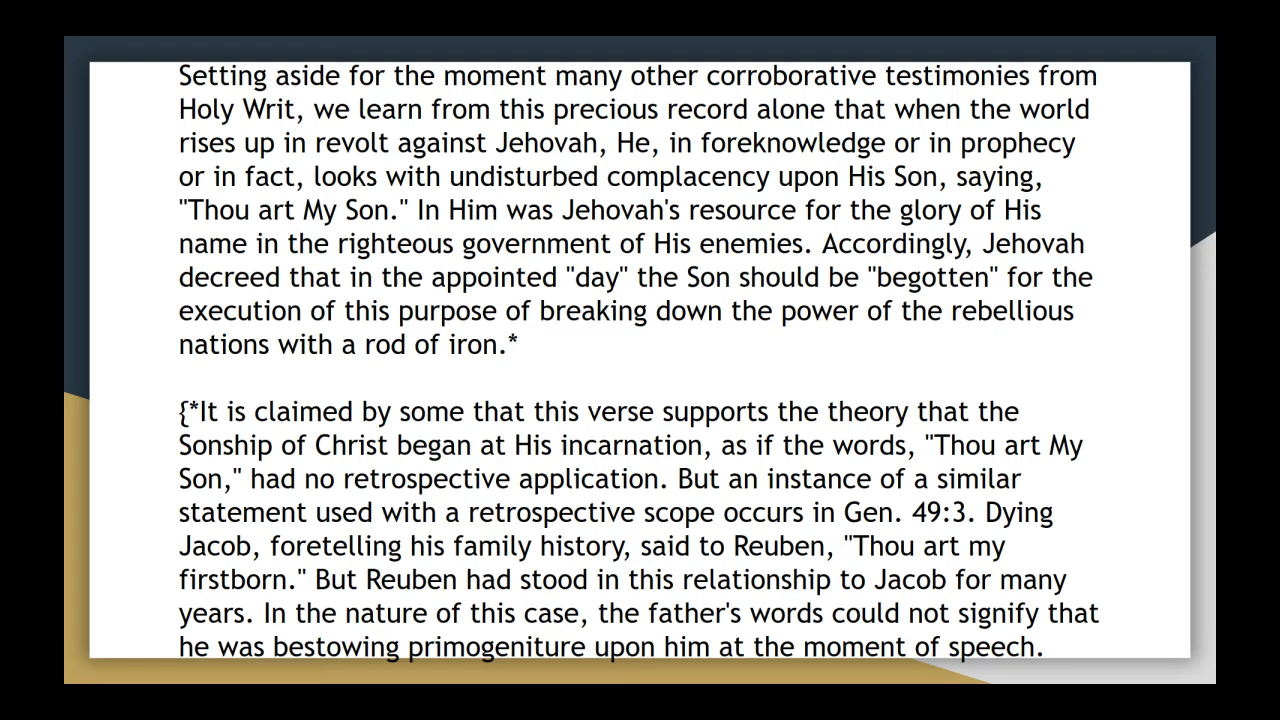 Setting aside for the moment many other corroborative testimonies from
Holy Writ, we learn from this precious record alone that when the world
rises up in revolt against Jehovah, He, in foreknowledge or in prophecy
or in fact, looks with undisturbed complacency upon His Son, saying,
"Thou art My Son." In Him was Jehovah's resource for the glory of His
name in the righteous government of His enemies. Accordingly, Jehovah
decreed that in the appointed "day" the Son should be "begotten" for the
execution of this purpose of breaking down the power of the rebellious
nations with a rod of iron.*
{*It is claimed by some that this verse supports the theory that the
Sonship of Christ began at His incarnation, as if the words, "Thou art My
Son," had no retrospective application. But an instance of a similar
statement used with a retrospective scope occurs in Gen. 49:3. Dying
Jacob, foretelling his family history, said to Reuben, "Thou art my
firstborn." But Reuben had stood in this relationship to Jacob for many
years. In the nature of this case, the father's words could not signify that
he was bestowing primogeniture upon him at the moment of speech.